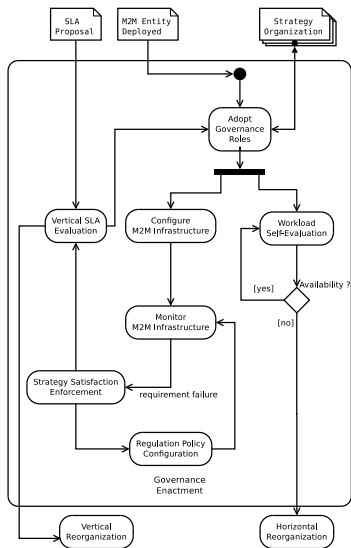 SLA
Proposal
M2M Entity
Deployed
Strategy
Organization
Adopt
Governance
Roles
Vertical SLA
Evaluation
Configure
M2M Infrastructure
Workload
Self-Evaluation
Availability ?
[yes]
[no]
Monitor
M2M Infrastructure
Strategy Satisfaction
Enforcement
requirement failure
Regulation Policy
Configuration
Governance
Enactment
Vertical
Reorganization
Horizontal
Reorganization